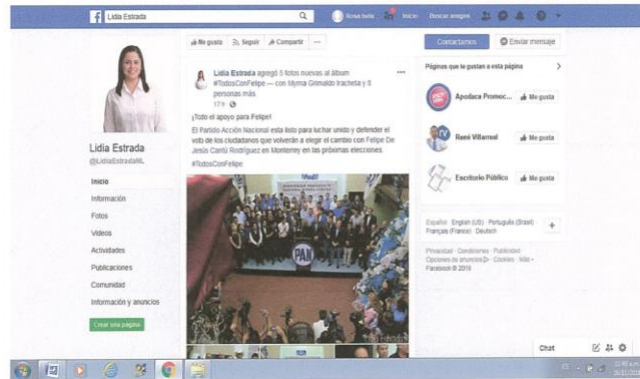 Lidia Estrada
Inicio
Buscar amigos
Me gusta
Seguir
Compartir
Contactarnos
Enviar mensaje
Lidia Estrada agregó 5 fotos nuevas al álbum
#TodosConFelipe — con Myrna Grimaldo Iracheta y 5
personas más.
17 h
¡Todo el apoyo para Felipe!
El Partido Acción Nacional esta listo para luchar unido y defender el
voto de los ciudadanos que volverán a elegir el cambio con Felipe De
Jesús Cantú Rodríguez en Monterrey en las próximas elecciones.
#TodosConFelipe
PAN
Lidia Estrada
@LidiaEstradaML
Inicio
Información
Fotos
Videos
Actividades
Publicaciones
Comunidad
Información y anuncios
Crear una página
Páginas que le gustan a esta página
Apodaca Promoc...
Me gusta
René Villarreal
Me gusta
Escritorio Público
Me gusta
Español · English (US) · Português (Brasil) ·
Français (France) · Deutsch
Privacidad · Condiciones · Publicidad ·
Opciones de anuncios · Cookies · Más
Facebook © 2018
Chat
ES